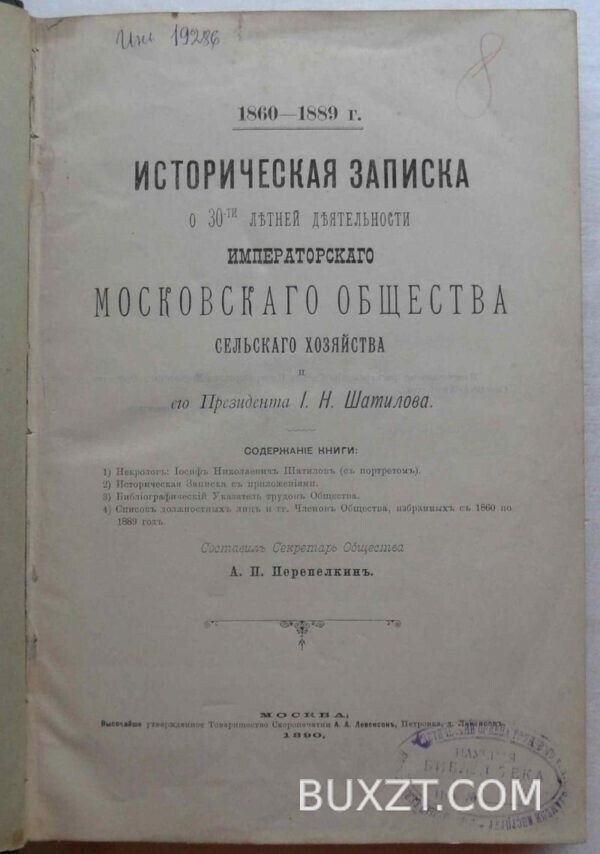 Инв 19286
8
1860—1889 г.
ИСТОРИЧЕСКАЯ ЗАПИСКА
О 30-ТИ ЛѢТНЕЙ ДѢЯТЕЛЬНОСТИ
ИМПЕРАТОРСКАГО
МОСКОВСКАГО ОБЩЕСТВА
СЕЛЬСКАГО ХОЗЯЙСТВА
и
его Президента І. Н. Шатилова.
СОДЕРЖАНІЕ КНИГИ:
1) Некрологъ: Іосифъ Николаевичъ Шатиловъ (съ портретомъ).
2) Историческая Записка съ приложеніями.
3) Библіографическій Указатель трудовъ Общества.
4) Списокъ должностныхъ лицъ и гг. Членовъ Общества, избранныхъ съ 1860 по
1889 годъ.
Составилъ Секретарь Общества
А. П. Перепелкинъ.
МОСКВА,
Высочайше утвержденное Товарищество Скоропечатни А. А. Левенсонъ, Петровка, д. Левенсонъ.
1890.
НАУЧНАЯ
БИБЛИОТЕКА
BUXZT.COM